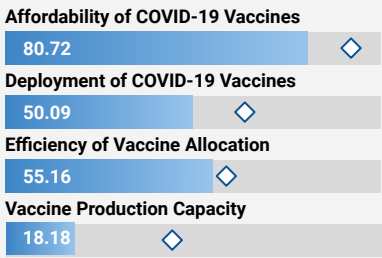 Affordability of COVID-19 Vaccines
80.72
Deployment of COVID-19 Vaccines
50.09
Efficiency of Vaccine Allocation
55.16
Vaccine Production Capacity
18.18